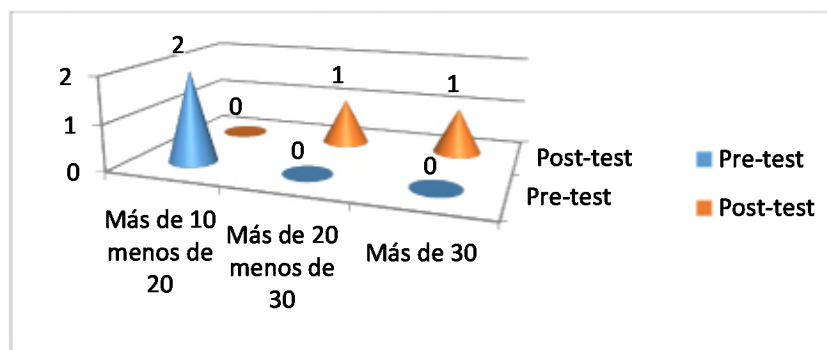 2
1
0
2
0
0
1
0
1
Más de 10
menos de
20
Más de 20
menos de
30
Más de 30
Post-test
Pre-test
Pre-test
Post-test